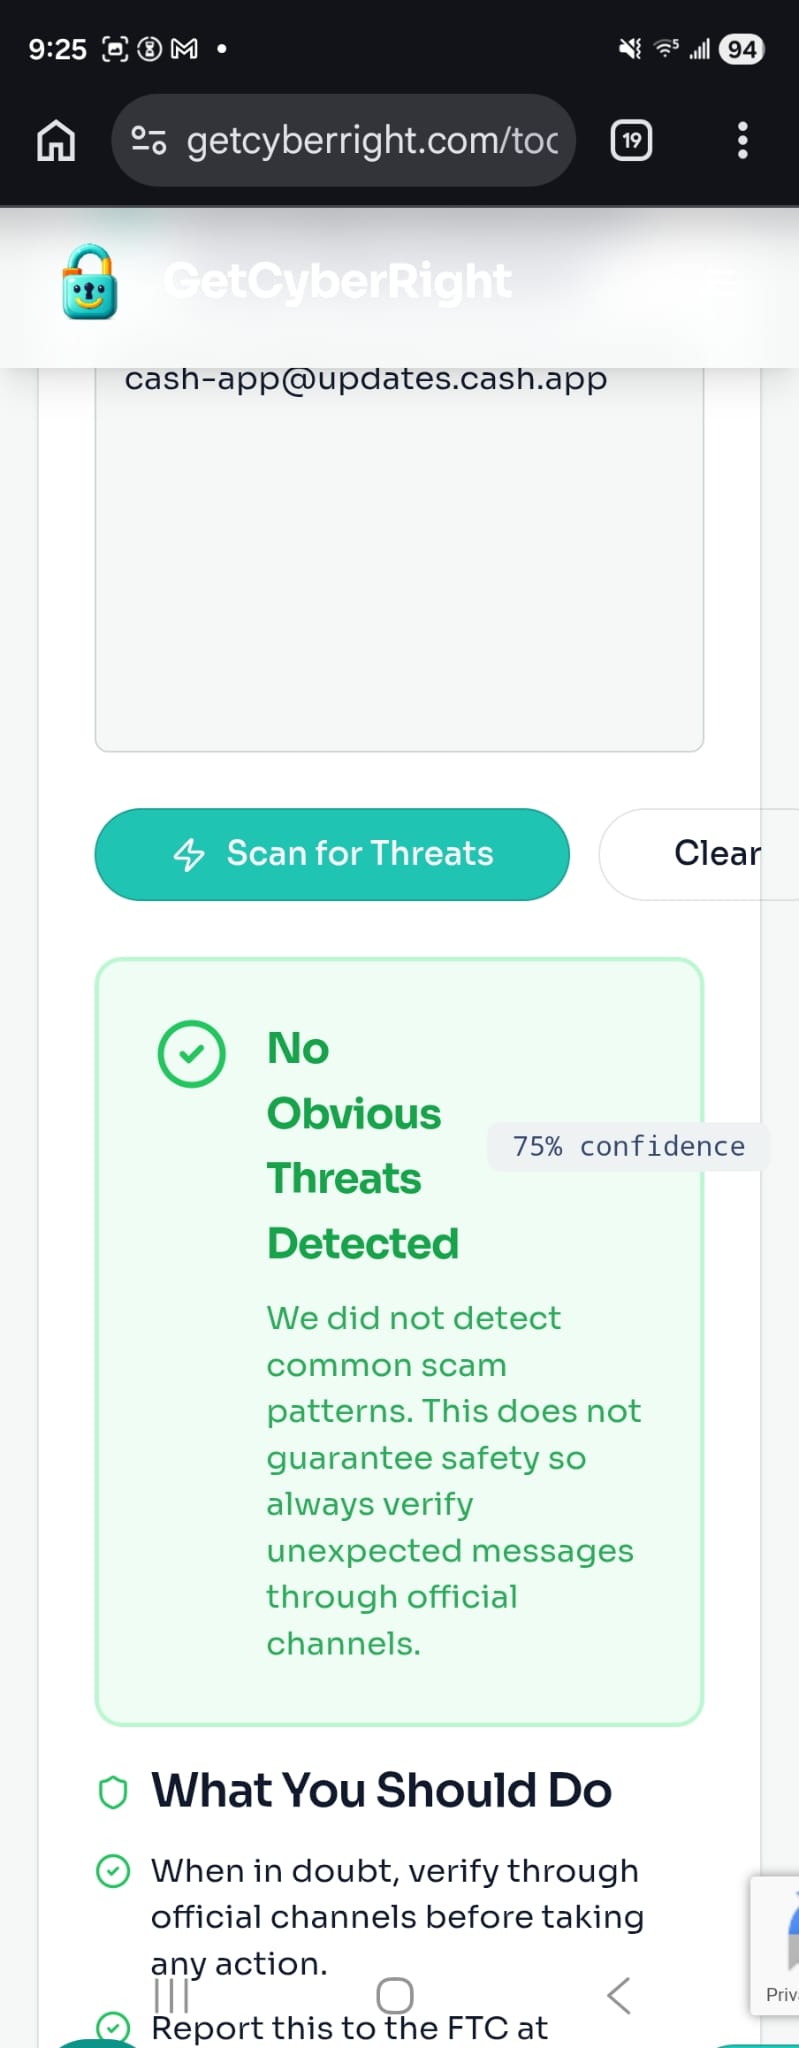 9:25
5
94
getcyberright.com/toc
19
GetCyberRight
cash-app@updates.cash.app
Scan for Threats
Clear
No
Obvious
Threats
Detected
75% confidence
We did not detect
common scam
patterns. This does not
guarantee safety so
always verify
unexpected messages
through official
channels.
What You Should Do
When in doubt, verify through
official channels before taking
any action.
Report this to the FTC at
Priv